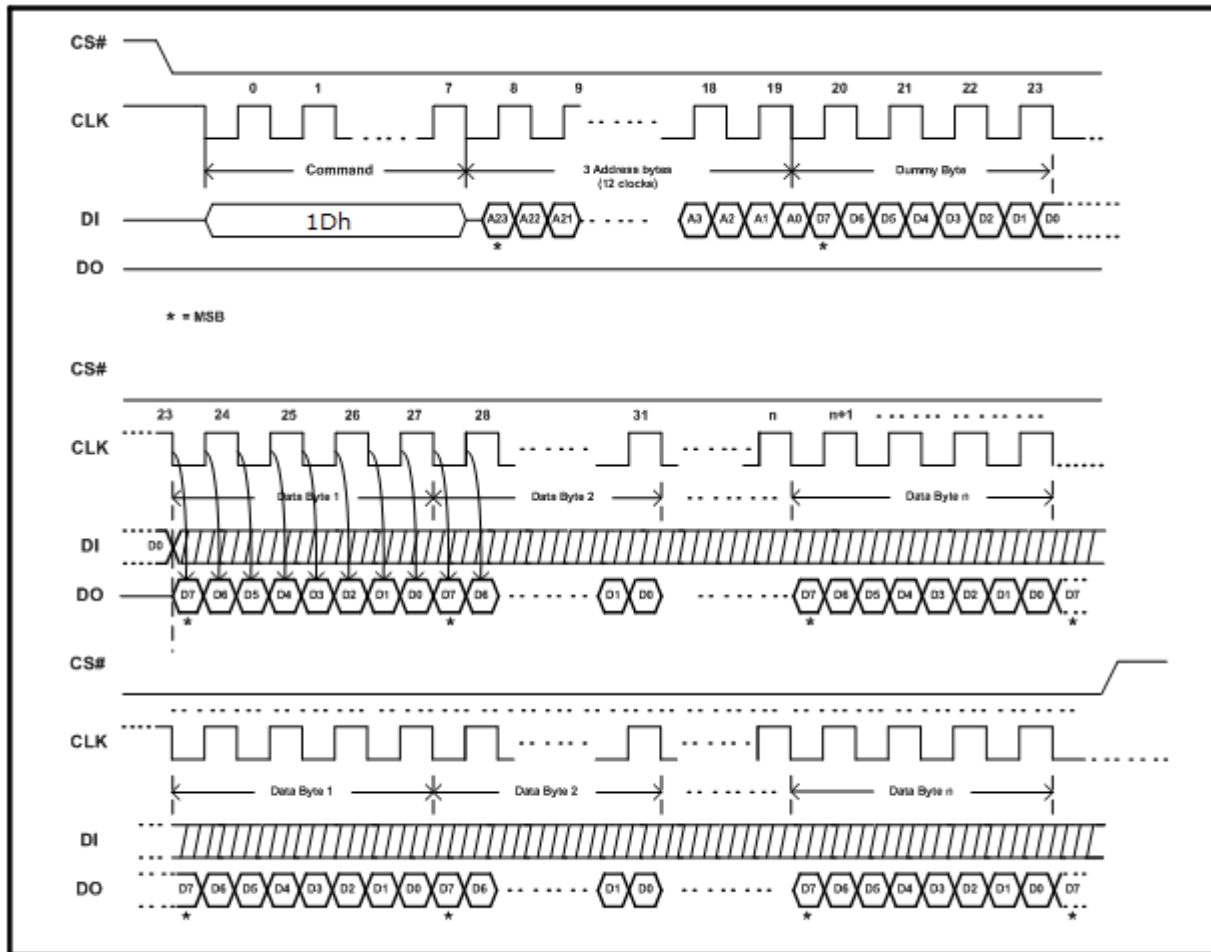 CS#
0 1 7 8 9 18 19 20 21 22 23
CLK
Command 3 Address bytes (12 clocks) Dummy Byte
DI 1Dh A23 A22 A21 A3 A2 A1 A0 D7 D6 D5 D4 D3 D2 D1 D0
* *
DO
* = MSB
CS#
23 24 25 26 27 28 31 n n+1
CLK
Data Byte 1 Data Byte 2 Data Byte n
DI D0
DO D7 D6 D5 D4 D3 D2 D1 D0 D7 D6 D1 D0 D7 D6 D5 D4 D3 D2 D1 D0 D7
* * * *
CS#
CLK
Data Byte 1 Data Byte 2 Data Byte n
DI
DO D7 D6 D5 D4 D3 D2 D1 D0 D7 D6 D1 D0 D7 D6 D5 D4 D3 D2 D1 D0 D7
* * * *